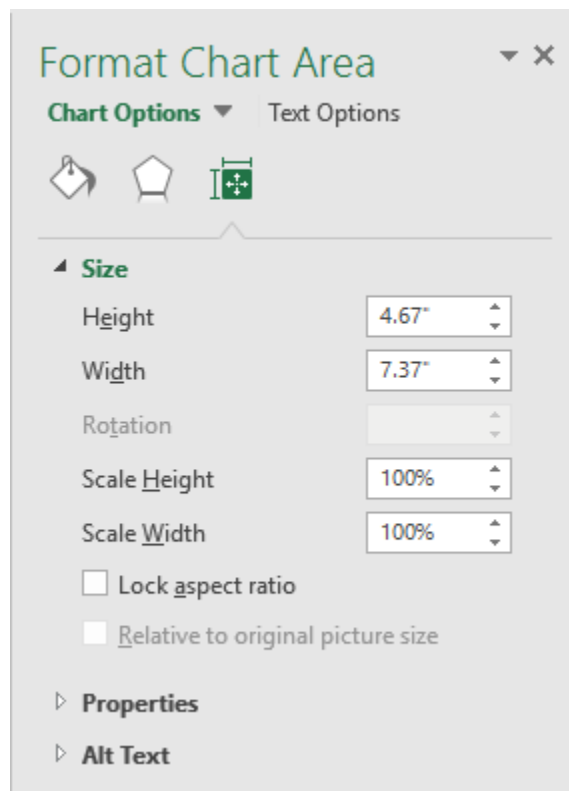 Format Chart Area
Chart Options Text Options
Size
Height 4.67"
Width 7.37"
Rotation
Scale Height 100%
Scale Width 100%
Lock aspect ratio
Relative to original picture size
Properties
Alt Text